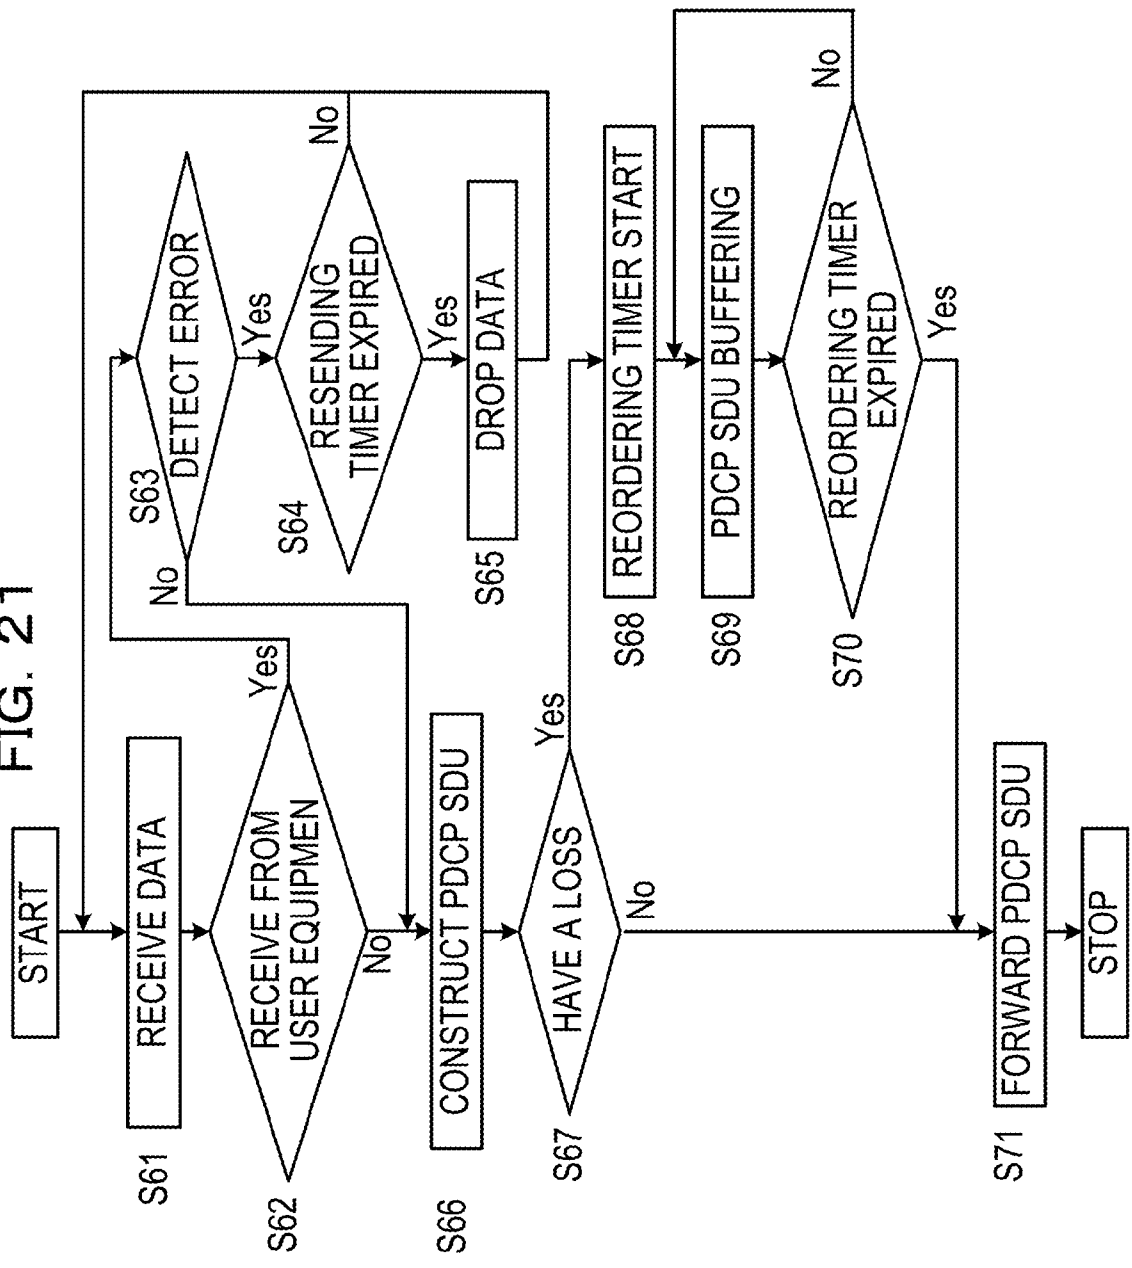 FIG. 21
START
S61
RECEIVE DATA
S62
RECEIVE FROM
USER EQUIPMEN
Yes
No
S63
DETECT ERROR
No
Yes
S64
RESENDING
TIMER EXPIRED
No
Yes
S65
DROP DATA
S66
CONSTRUCT PDCP SDU
S67
HAVE A LOSS
Yes
No
S68
REORDERING TIMER START
S69
PDCP SDU BUFFERING
S70
REORDERING TIMER
EXPIRED
No
Yes
S71
FORWARD PDCP SDU
STOP